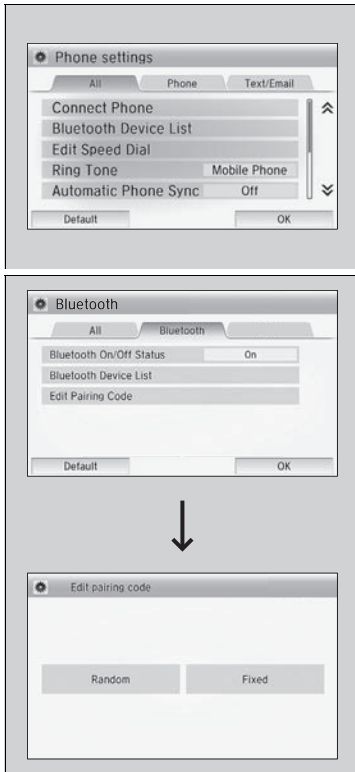 Phone settings
All Phone Text/Email
Connect Phone
Bluetooth Device List
Edit Speed Dial
Ring Tone Mobile Phone
Automatic Phone Sync Off
Default OK
Bluetooth
All Bluetooth
Bluetooth On/Off Status On
Bluetooth Device List
Edit Pairing Code
Default OK
Edit pairing code
Random Fixed